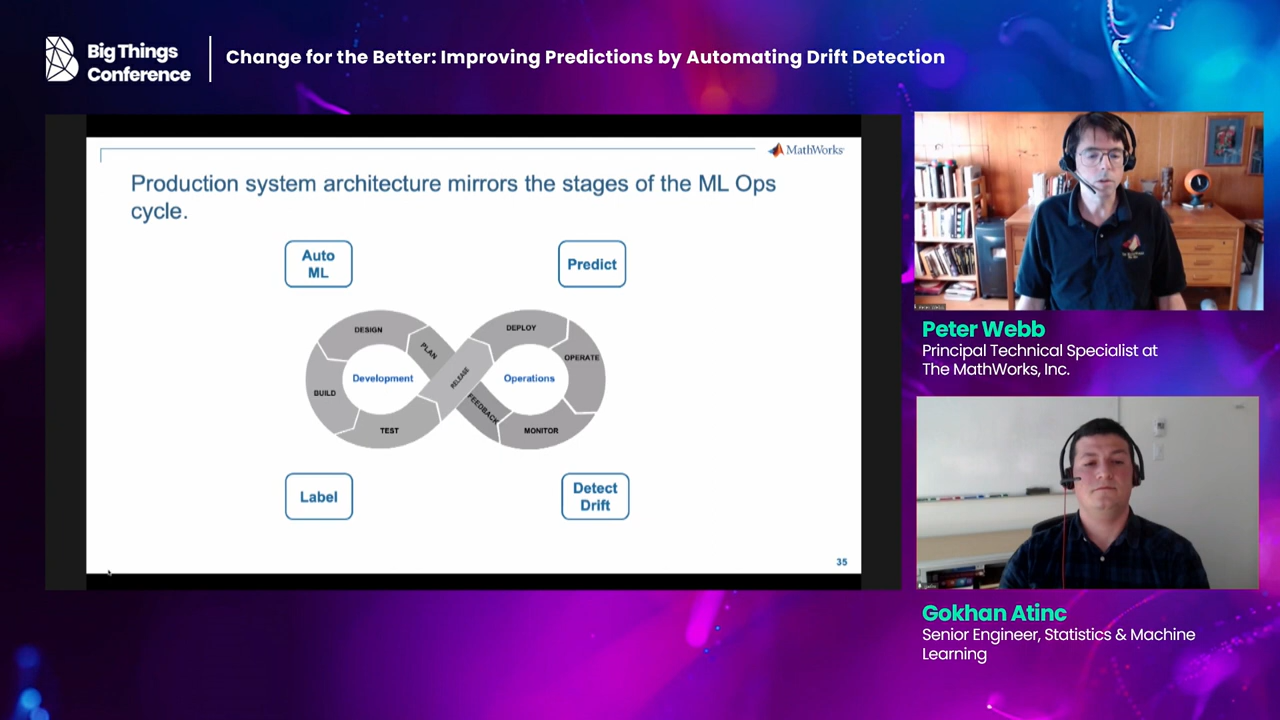 Big Things
Conference
Change for the Better: Improving Predictions by Automating Drift Detection
MathWorks
Production system architecture mirrors the stages of the ML Ops
cycle.
Auto
ML
Predict
DESIGN
PLAN
DEPLOY
OPERATE
BUILD
Development
RELEASE
Operations
FEEDBACK
TEST
MONITOR
Label
Detect
Drift
35
Peter Webb
Principal Technical Specialist at
The MathWorks, Inc.
Gokhan Atinc
Senior Engineer, Statistics & Machine
Learning